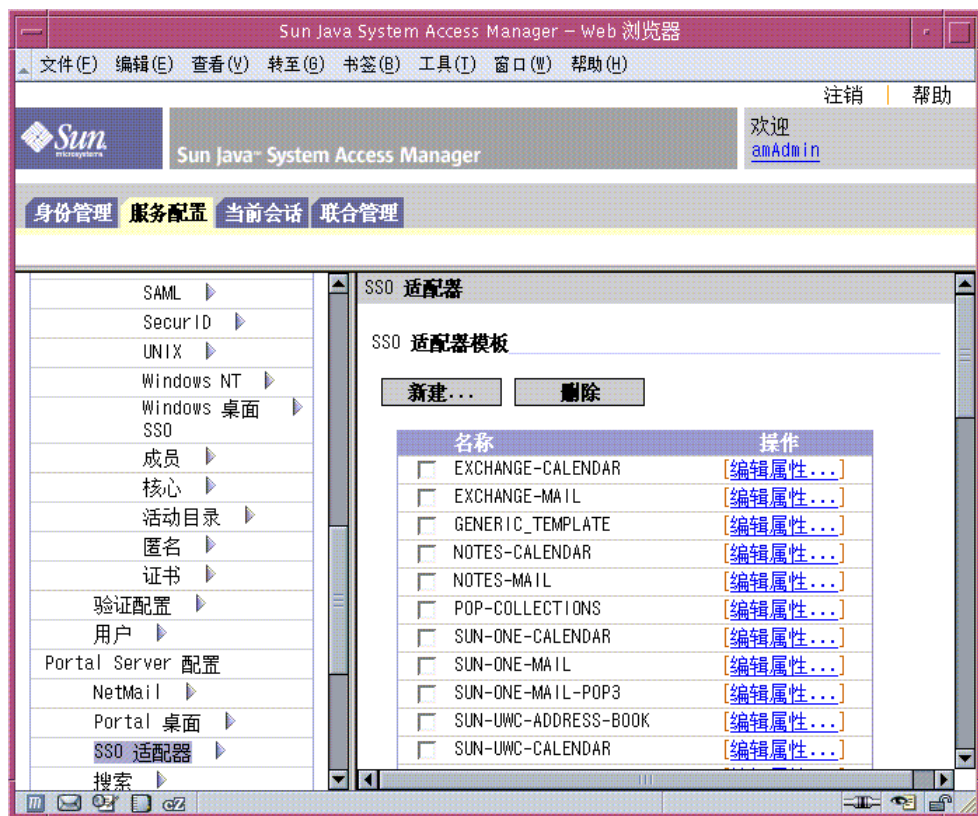 Sun Java System Access Manager – Web 浏览器
文件(F) 编辑(E) 查看(V) 转至(G) 书签(B) 工具(T) 窗口(W) 帮助(H)
注销 | 帮助
Sun
microsystems
Sun Java™ System Access Manager
欢迎
amAdmin
身份管理 服务配置 当前会话 联合管理
SAML
SecurID
UNIX
Windows NT
Windows 桌面
SSO
成员
核心
活动目录
匿名
证书
验证配置
用户
Portal Server 配置
NetMail
Portal 桌面
SSO 适配器
搜索
SSO 适配器
SSO 适配器模板
新建... 删除
名称 操作
EXCHANGE-CALENDAR [编辑属性...]
EXCHANGE-MAIL [编辑属性...]
GENERIC_TEMPLATE [编辑属性...]
NOTES-CALENDAR [编辑属性...]
NOTES-MAIL [编辑属性...]
POP-COLLECTIONS [编辑属性...]
SUN-ONE-CALENDAR [编辑属性...]
SUN-ONE-MAIL [编辑属性...]
SUN-ONE-MAIL-POP3 [编辑属性...]
SUN-UWC-ADDRESS-BOOK [编辑属性...]
SUN-UWC-CALENDAR [编辑属性...]